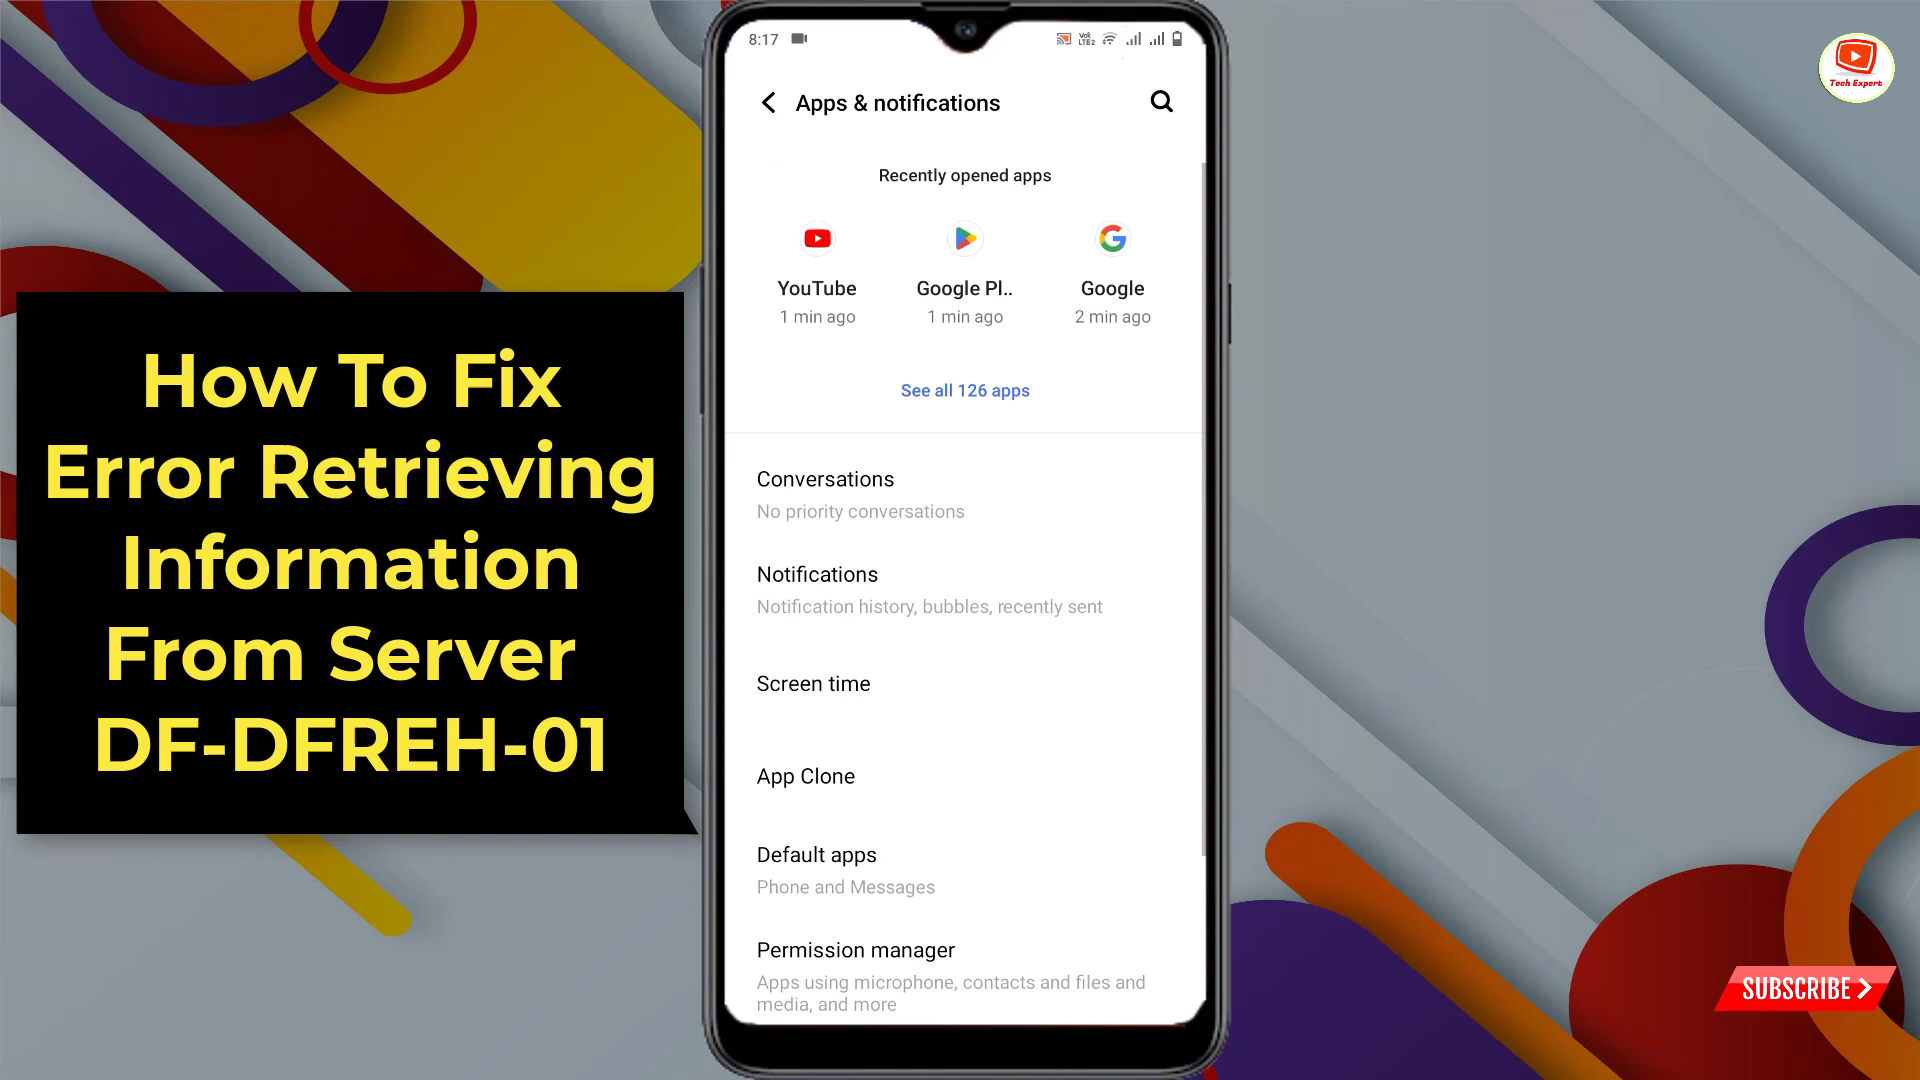 How To Fix
Error Retrieving
Information
From Server
DF-DFREH-01
8:17
Apps & notifications
Recently opened apps
YouTube
Google Pl..
Google
1 min ago
1 min ago
2 min ago
See all 126 apps
Conversations
No priority conversations
Notifications
Notification history, bubbles, recently sent
Screen time
App Clone
Default apps
Phone and Messages
Permission manager
Apps using microphone, contacts and files and
media, and more
Tech Expert
SUBSCRIBE